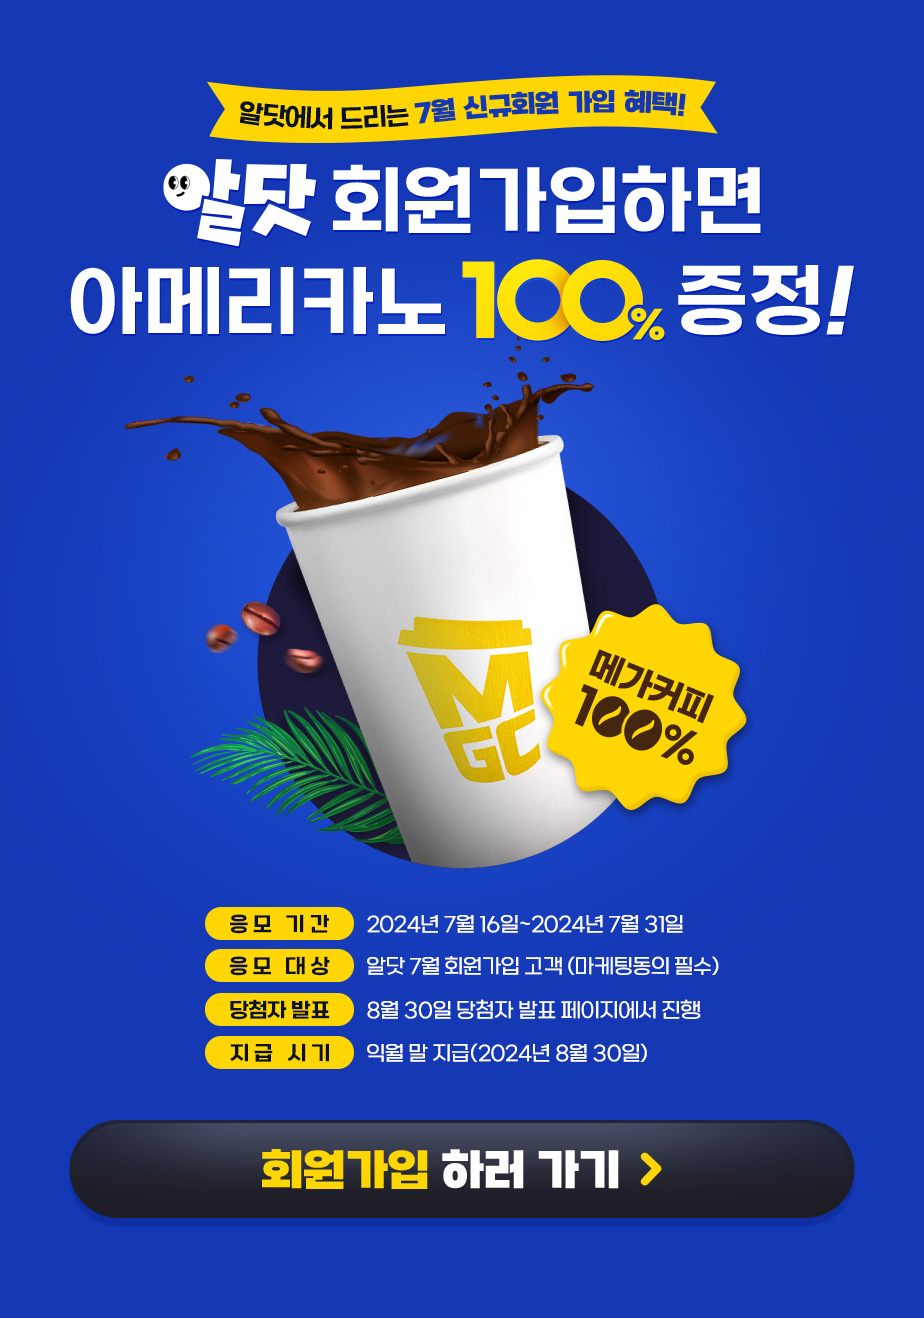 알닷에서 드리는 7월 신규회원 가입 혜택!
알닷 회원가입하면
아메리카노 100% 증정!
MGC
메가커피
100%
응모 기간 2024년 7월 16일~2024년 7월 31일
응모 대상 알닷 7월 회원가입 고객 (마케팅동의 필수)
당첨자 발표 8월 30일 당첨자 발표 페이지에서 진행
지급 시기 익월 말 지급(2024년 8월 30일)
회원가입 하러 가기 >